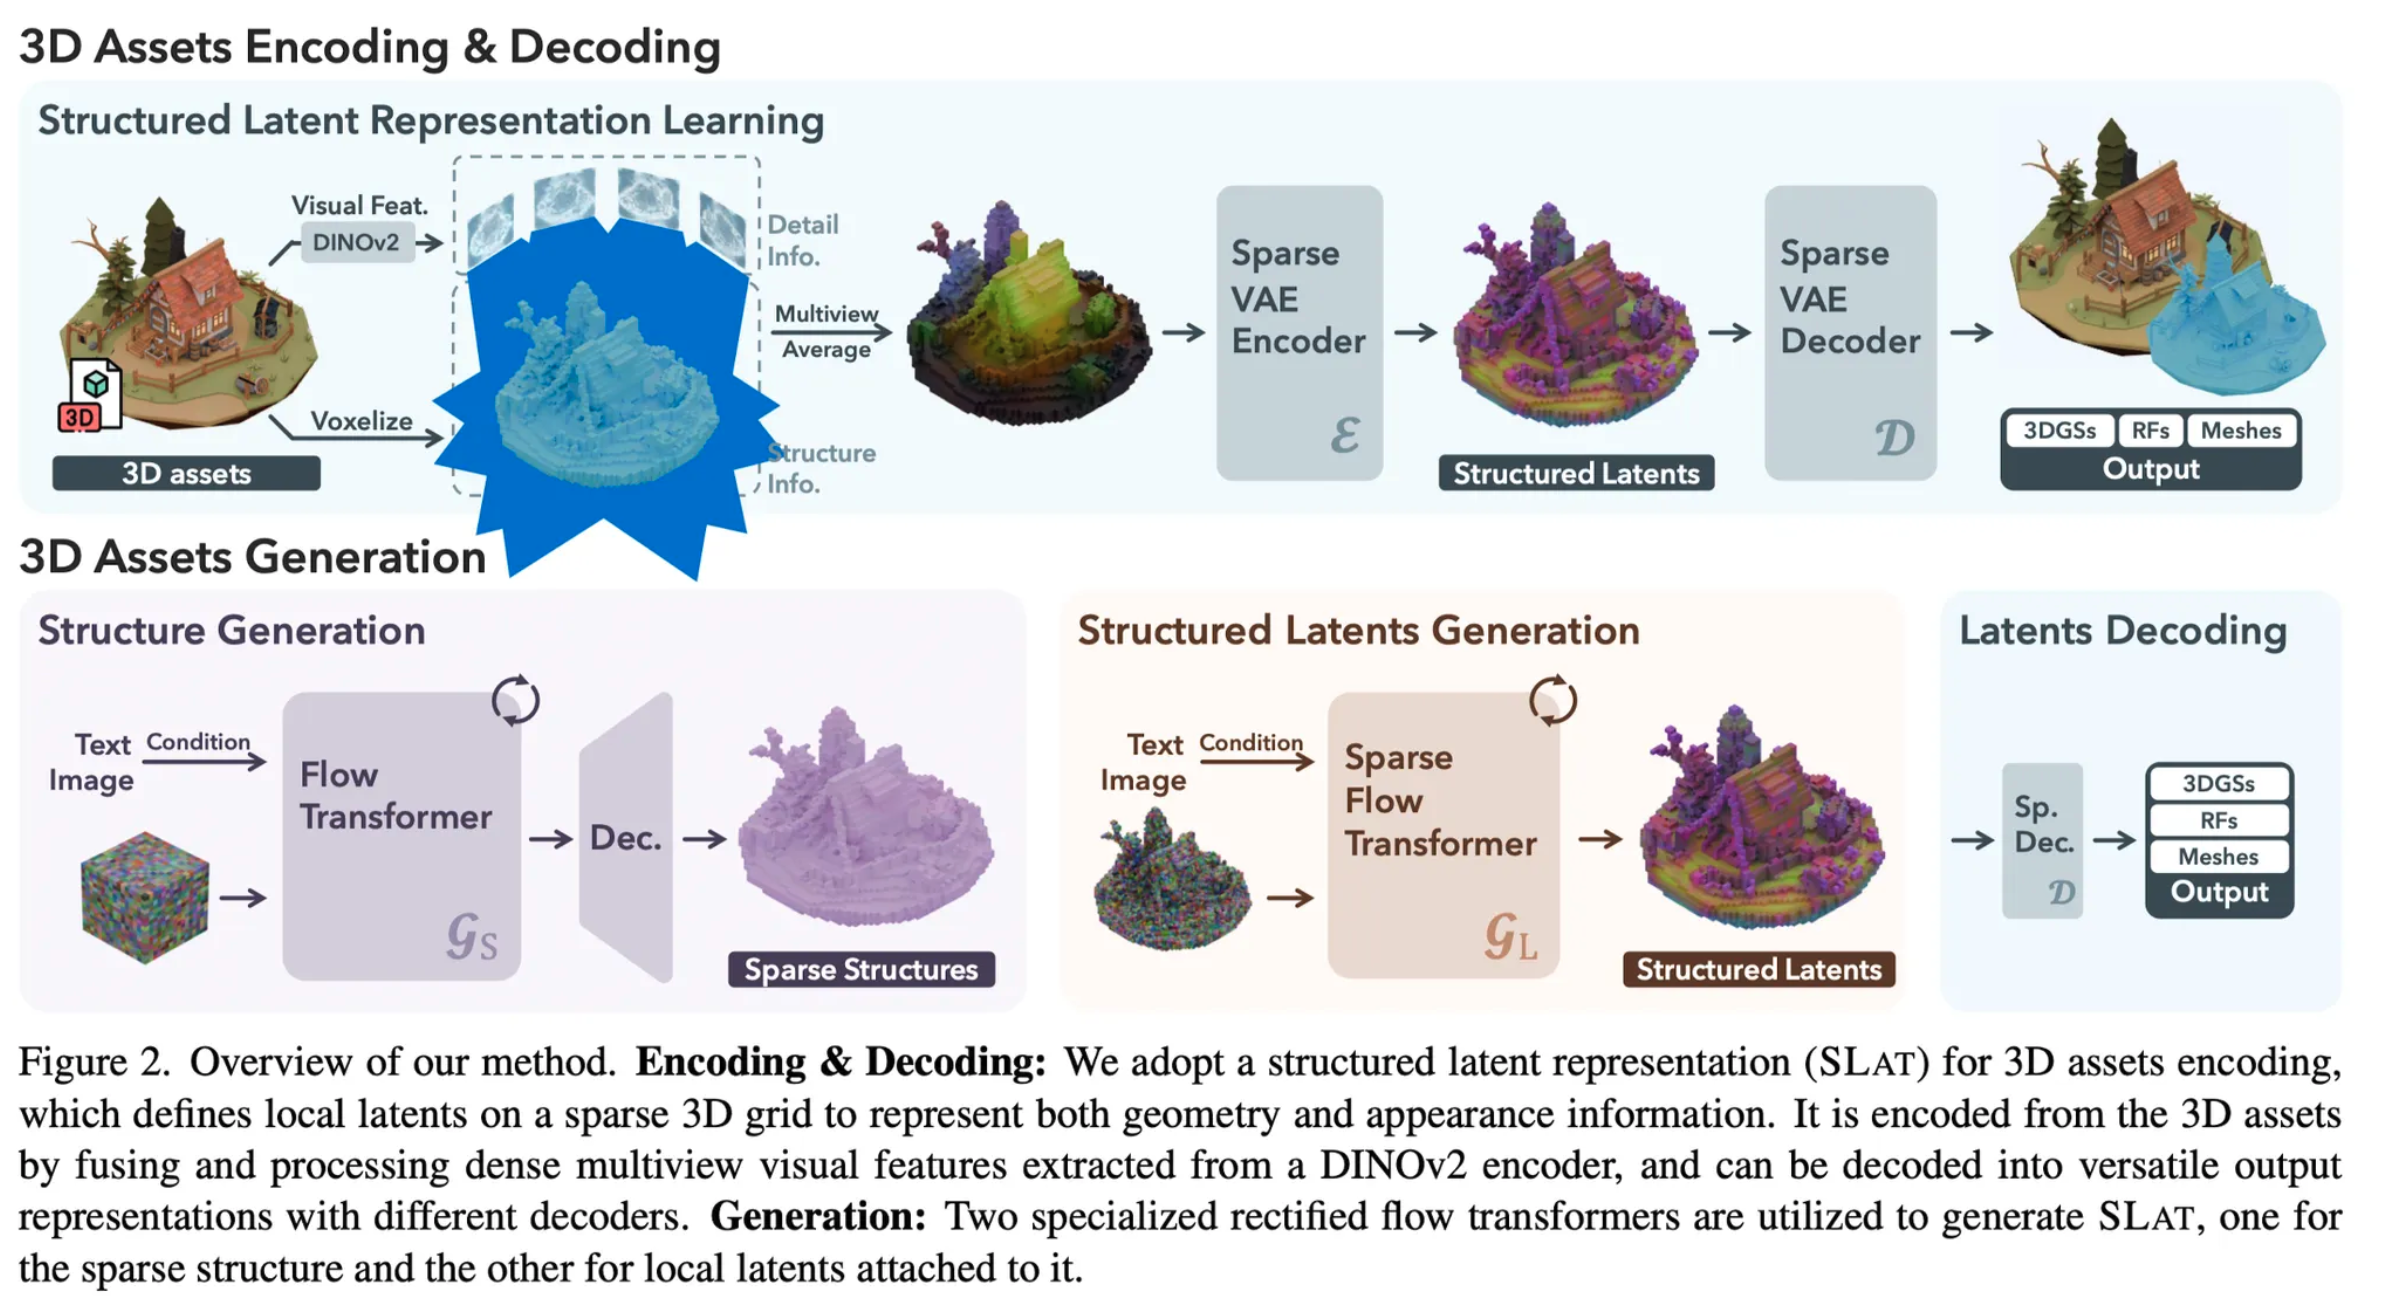 3D Assets Encoding & Decoding
Structured Latent Representation Learning
Visual Feat.
DINOv2
Voxelize
3D
3D assets
Detail
Info.
Multiview
Average
Structure
Info.
Sparse
VAE
Encoder
ℰ
Structured Latents
Sparse
VAE
Decoder
𝒟
3DGSs RFs Meshes
Output
3D Assets Generation
Structure Generation
Text
Image
Condition
Flow
Transformer
𝒢S
Dec.
Sparse Structures
Structured Latents Generation
Text
Image
Condition
Sparse
Flow
Transformer
𝒢L
Structured Latents
Latents Decoding
Sp.
Dec.
𝒟
3DGSs
RFs
Meshes
Output
Figure 2. Overview of our method. Encoding & Decoding: We adopt a structured latent representation (SLAT) for 3D assets encoding,
which defines local latents on a sparse 3D grid to represent both geometry and appearance information. It is encoded from the 3D assets
by fusing and processing dense multiview visual features extracted from a DINOv2 encoder, and can be decoded into versatile output
representations with different decoders. Generation: Two specialized rectified flow transformers are utilized to generate SLAT, one for
the sparse structure and the other for local latents attached to it.